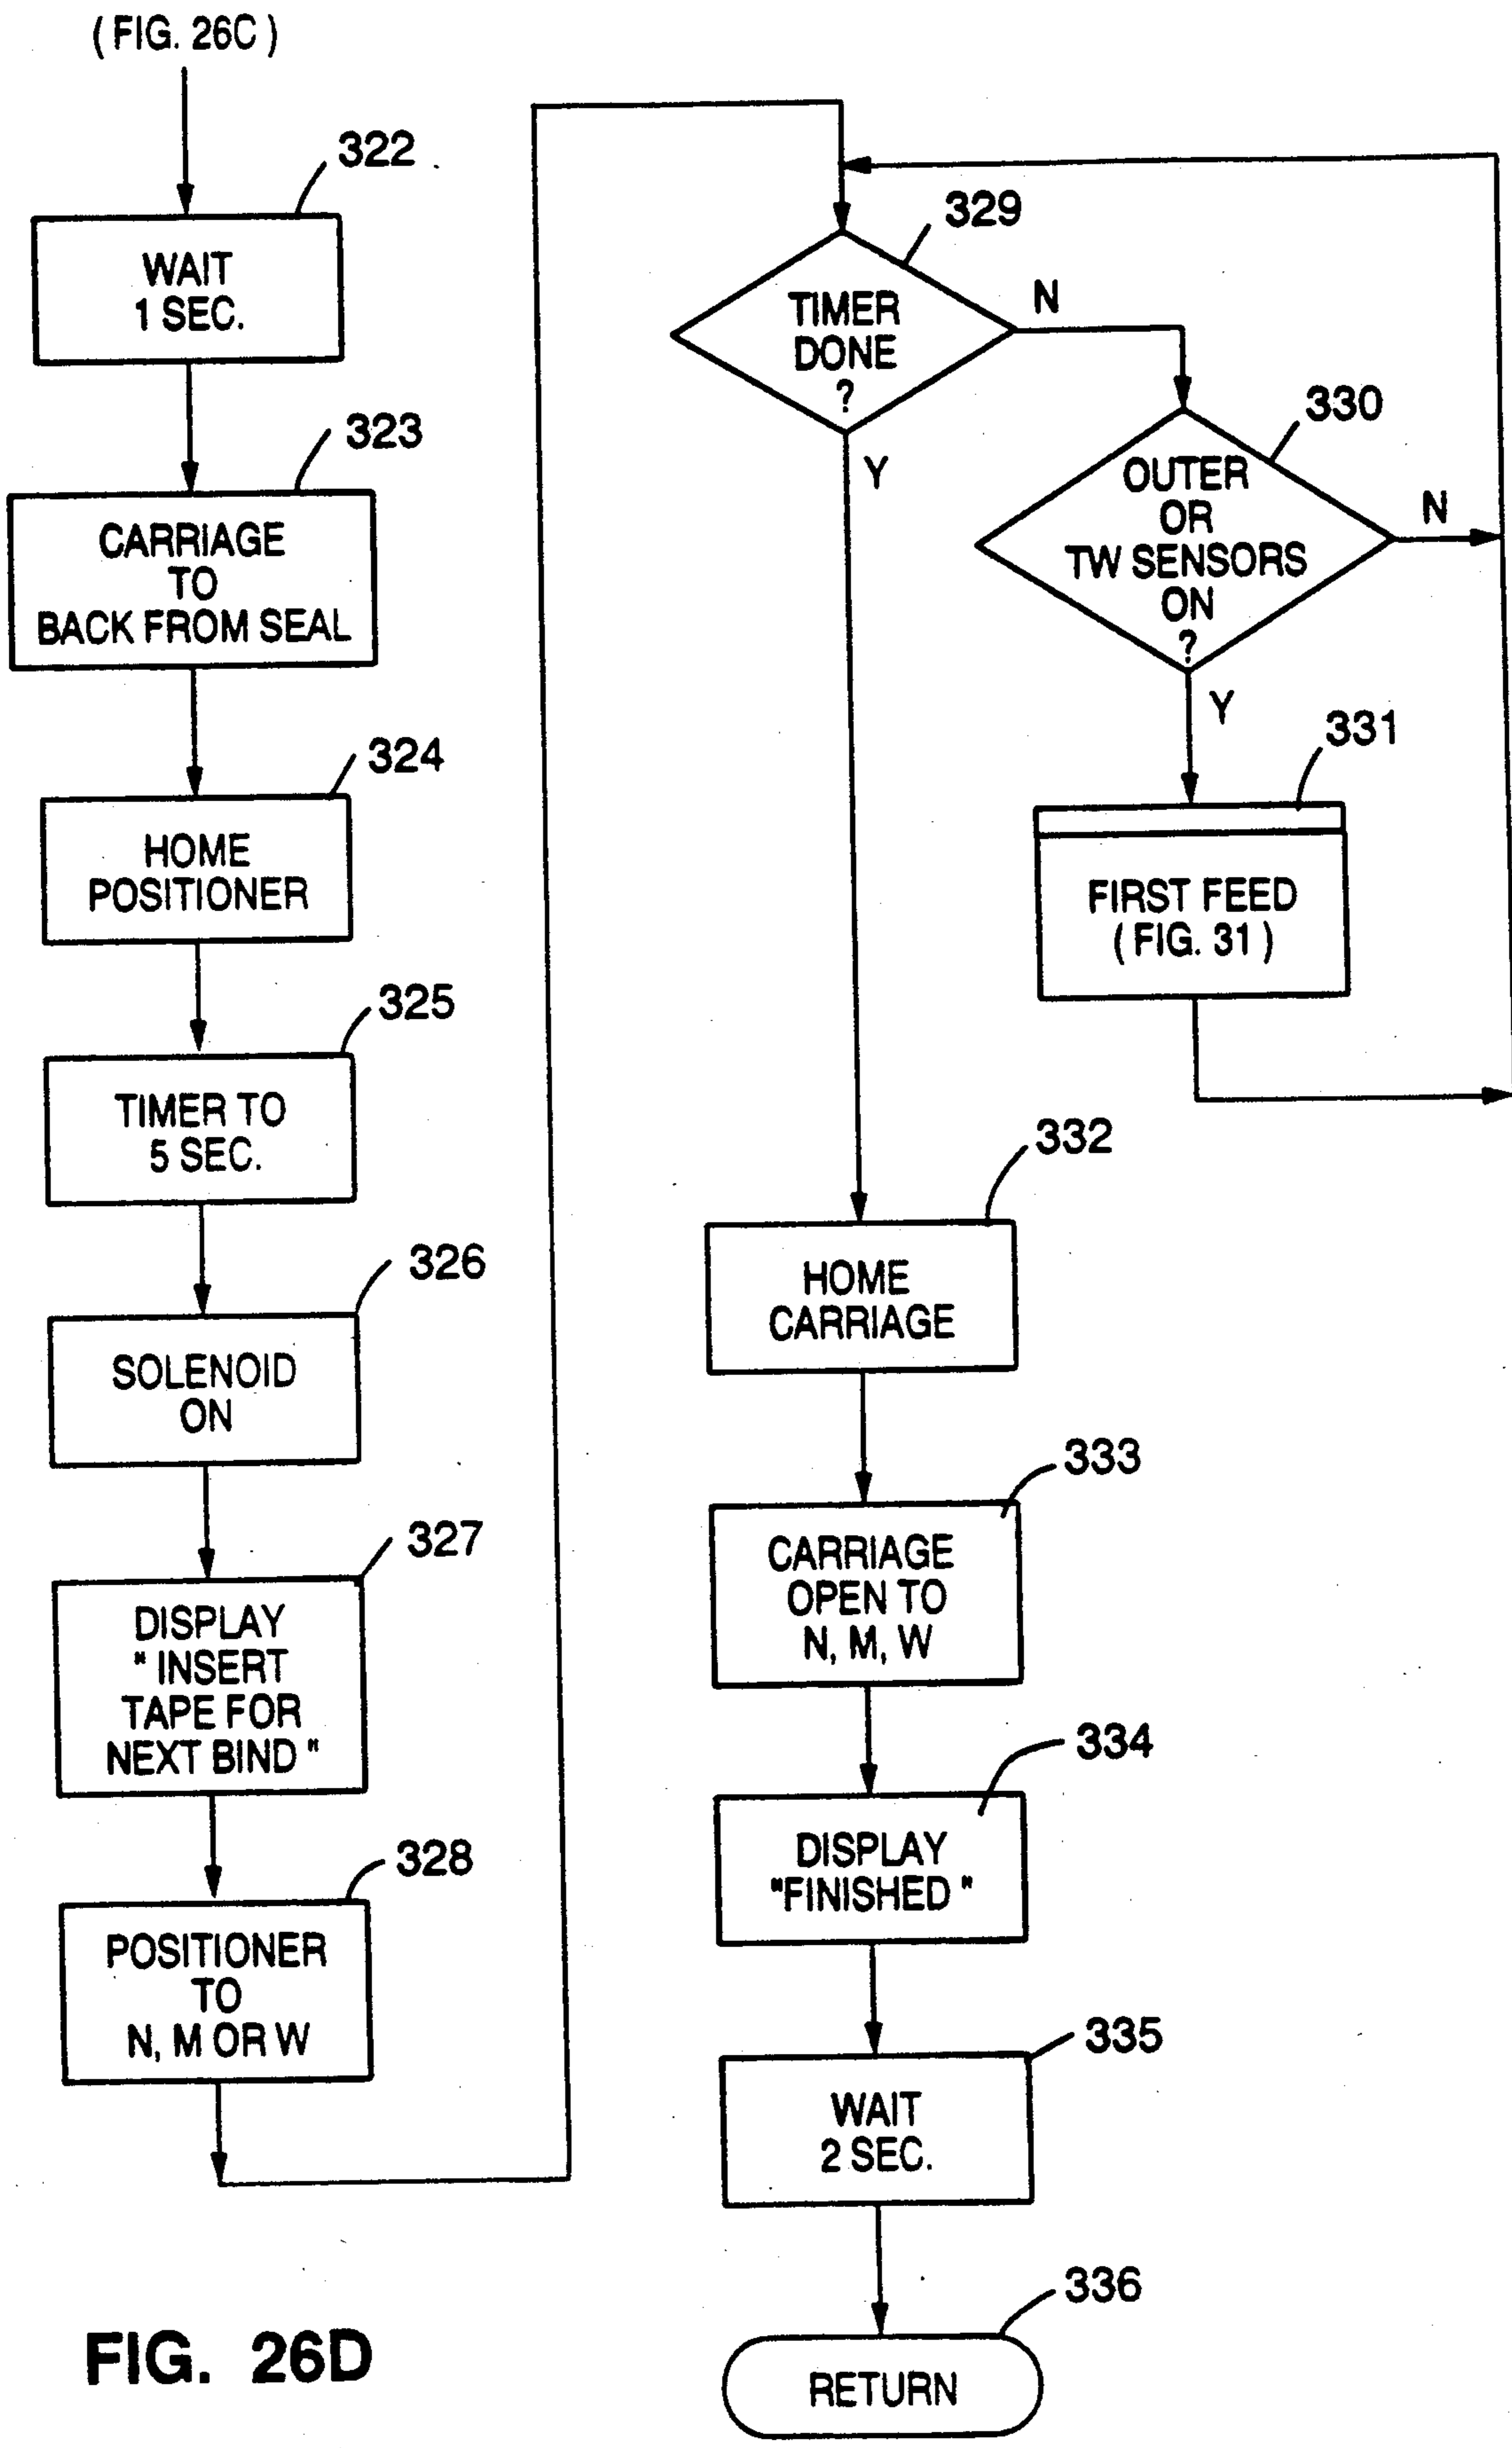 ( FIG. 26C )
322
WAIT
1 SEC.
323
CARRIAGE
TO
BACK FROM SEAL
324
HOME
POSITIONER
325
TIMER TO
5 SEC.
326
SOLENOID
ON
327
DISPLAY
" INSERT
TAPE FOR
NEXT BIND "
328
POSITIONER
TO
N, M OR W
329
TIMER
DONE
?
N
Y
330
OUTER
OR
TW SENSORS
ON
?
N
Y
331
FIRST FEED
( FIG. 31 )
332
HOME
CARRIAGE
333
CARRIAGE
OPEN TO
N, M, W
334
DISPLAY
"FINISHED "
335
WAIT
2 SEC.
336
RETURN
FIG. 26D